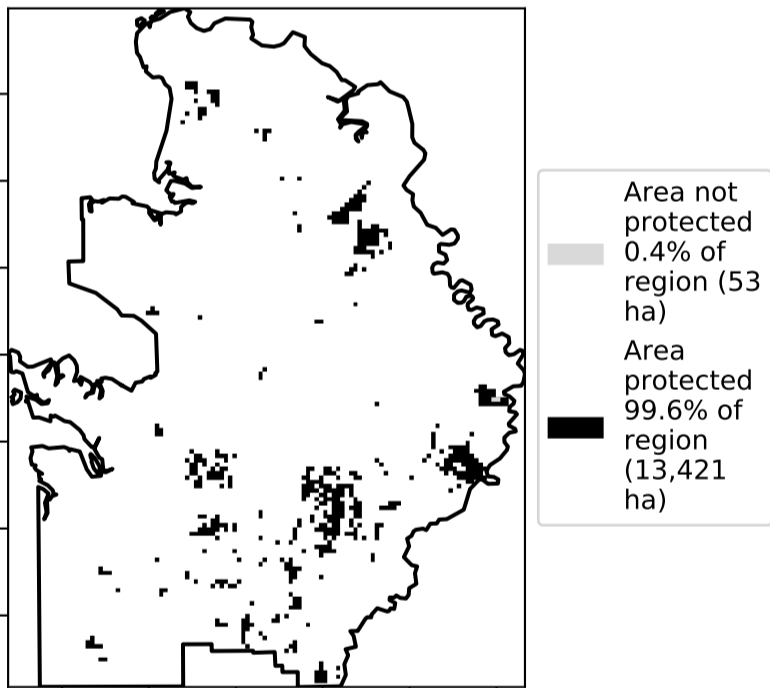 Area not
protected
0.4% of
region (53
ha)
Area
protected
99.6% of
region
(13,421
ha)